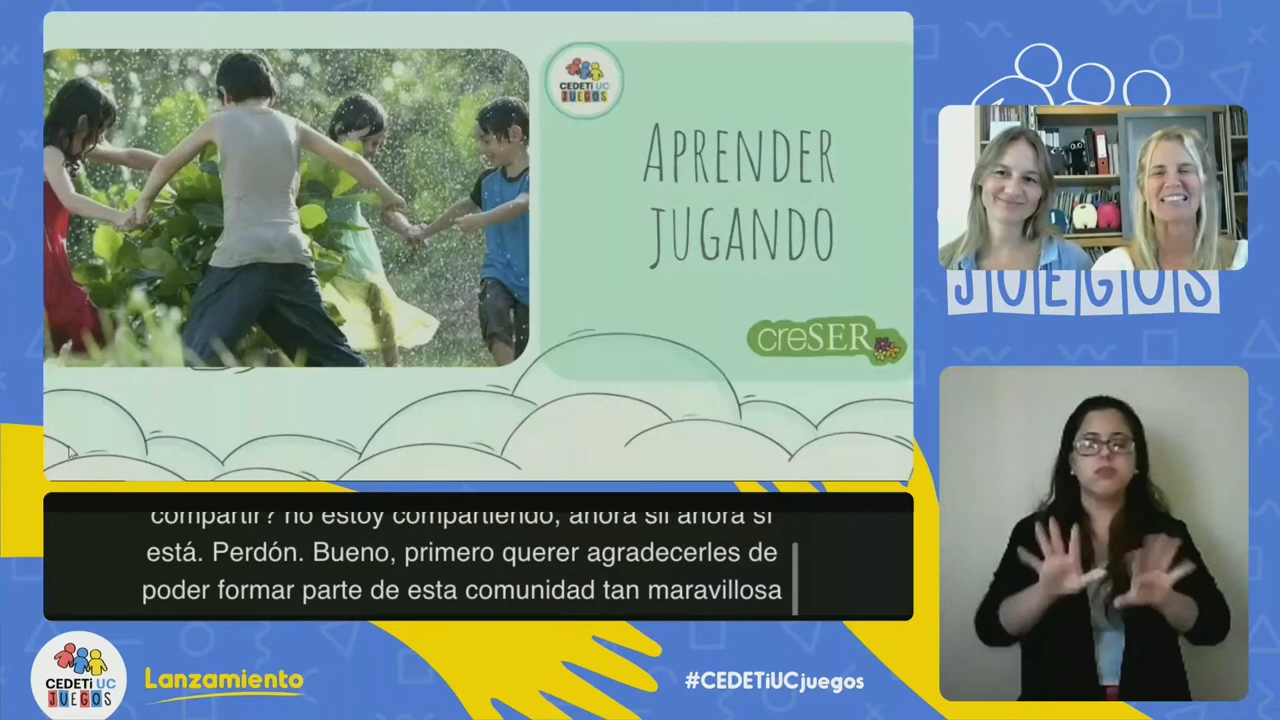 CEDETi UC
JUEGOS
APRENDER
JUGANDO
creSER
JUEGOS
compartir? no estoy compartiendo, ahora sii ahora sí
está. Perdón. Bueno, primero querer agradecerles de
poder formar parte de esta comunidad tan maravillosa
CEDETi UC
JUEGOS
Lanzamiento
#CEDETiUCjuegos